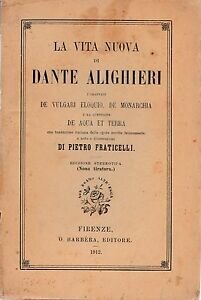 LA VITA NUOVA
DI
DANTE ALIGHIERI
I TRATTATI
DE VULGARI ELOQUIO, DE MONARCHIA
E LA QUESTIONE
DE AQUA ET TERRA
con traduzione italiana delle opere scritte latinamente
e note e illustrazioni
DI PIETRO FRATICELLI.
EDIZIONE STEREOTIPA.
(Nona tiratura.)
FIRENZE,
G. BARBÈRA, EDITORE.
1912.